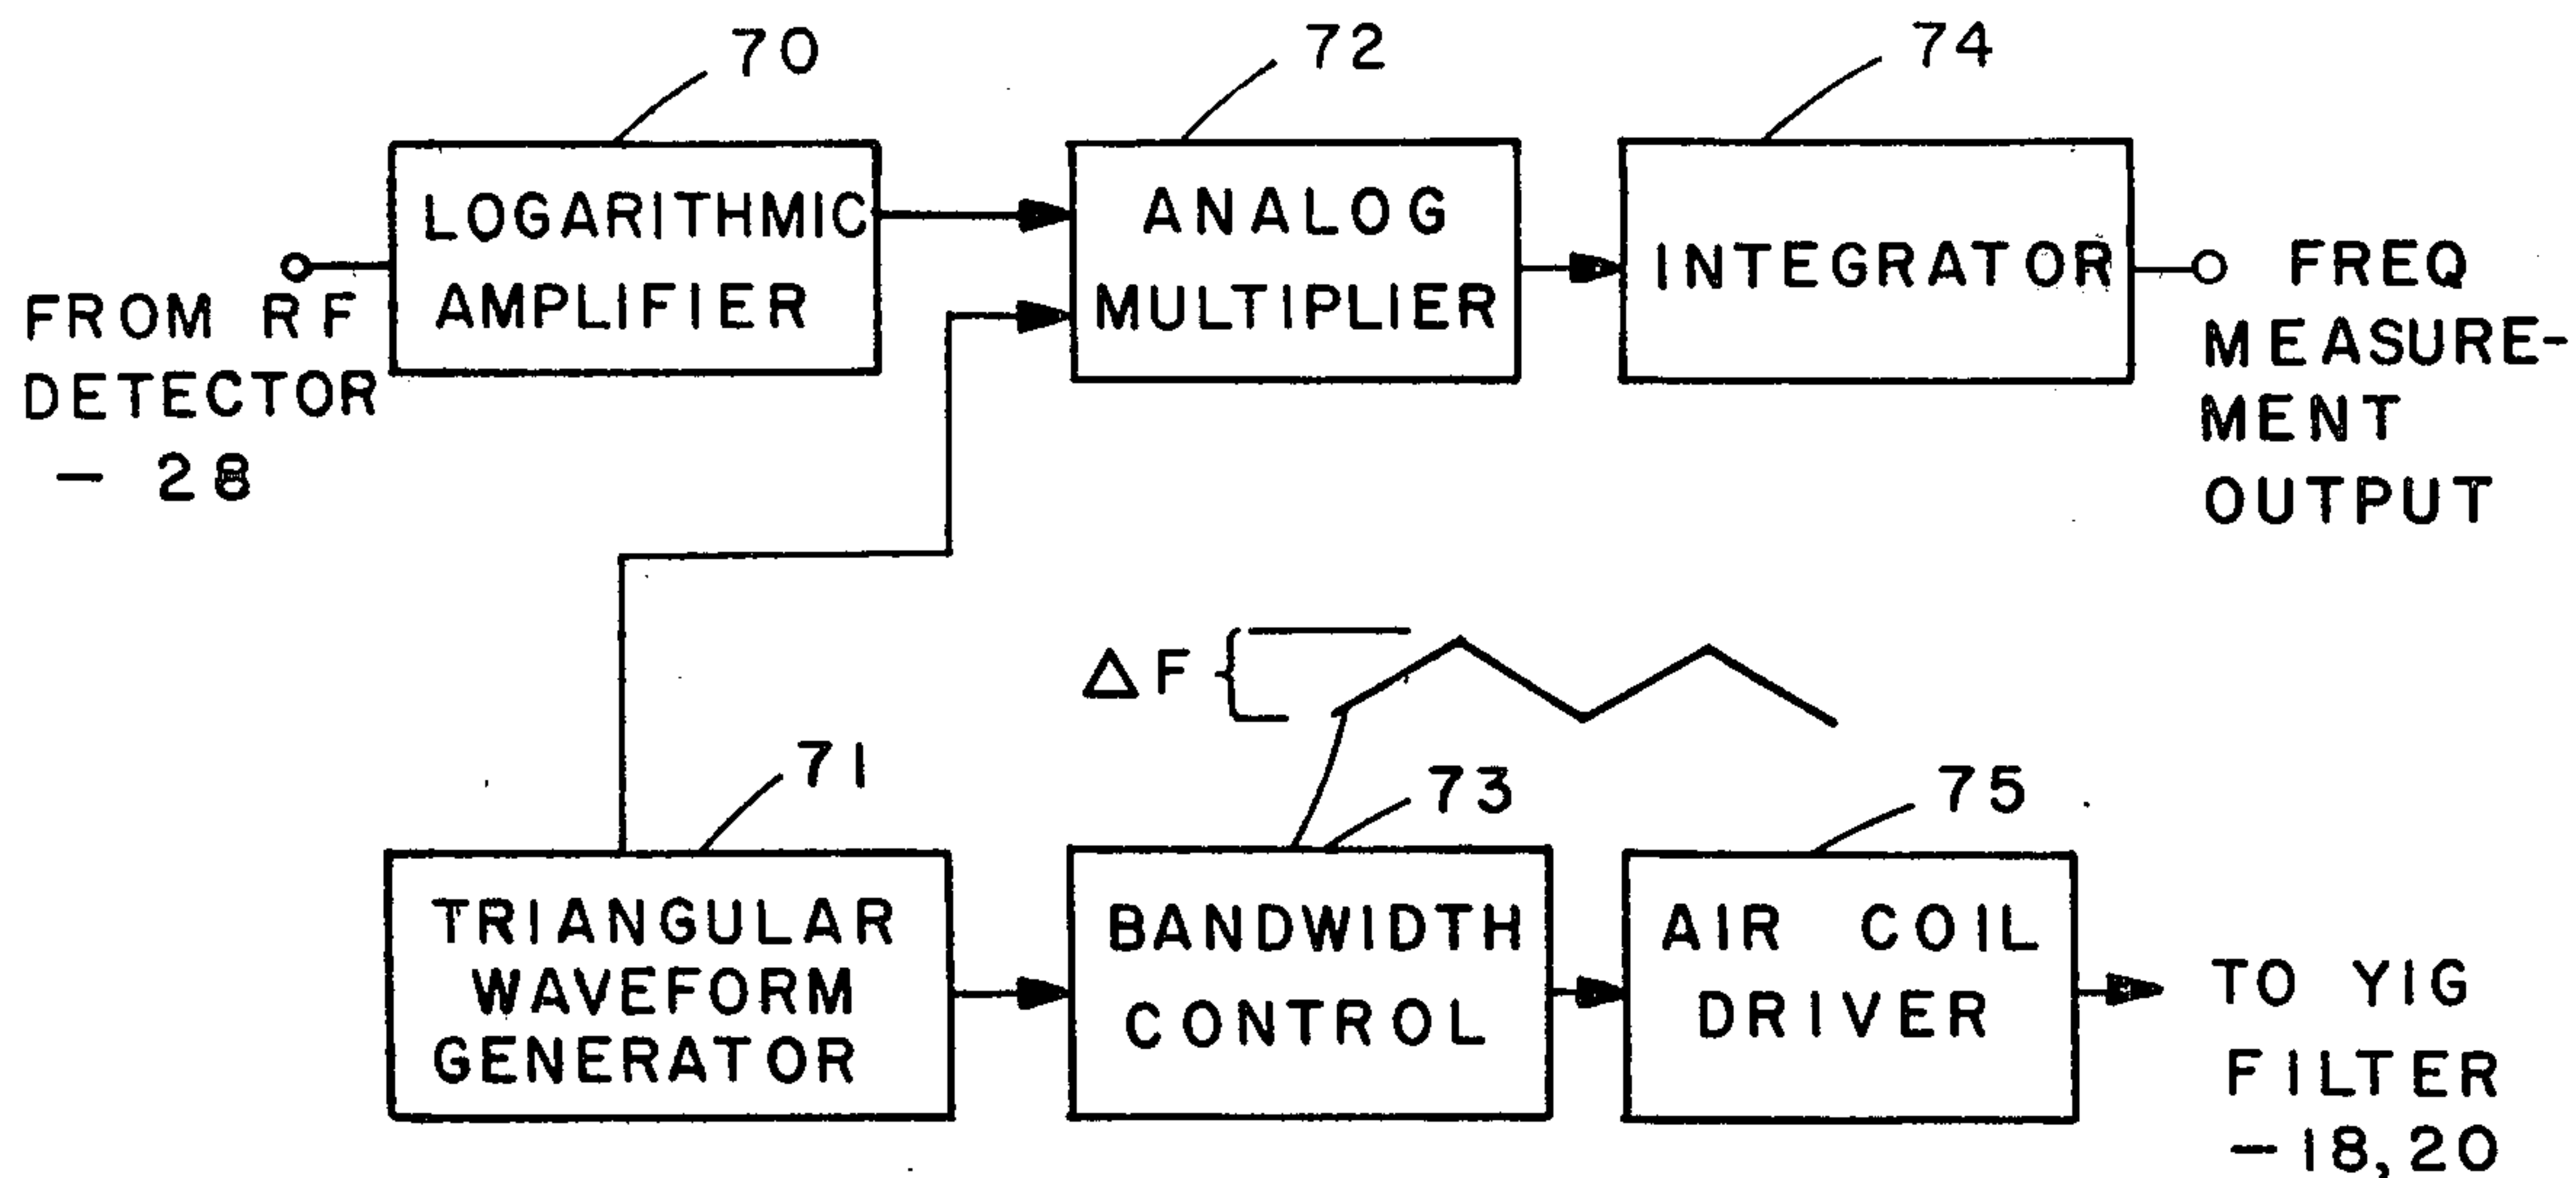 70
72
74
LOGARITHMIC
AMPLIFIER
ANALOG
MULTIPLIER
INTEGRATOR
FROM RF
DETECTOR
- 28
FREQ
MEASURE-
MENT
OUTPUT
ΔF
71
73
75
TRIANGULAR
WAVEFORM
GENERATOR
BANDWIDTH
CONTROL
AIR COIL
DRIVER
TO YIG
FILTER
-18,20